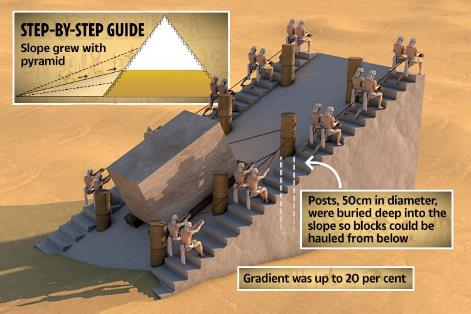 STEP-BY-STEP GUIDE
Slope grew with
pyramid
Posts, 50cm in diameter,
were buried deep into the
slope so blocks could be
hauled from below
Gradient was up to 20 per cent